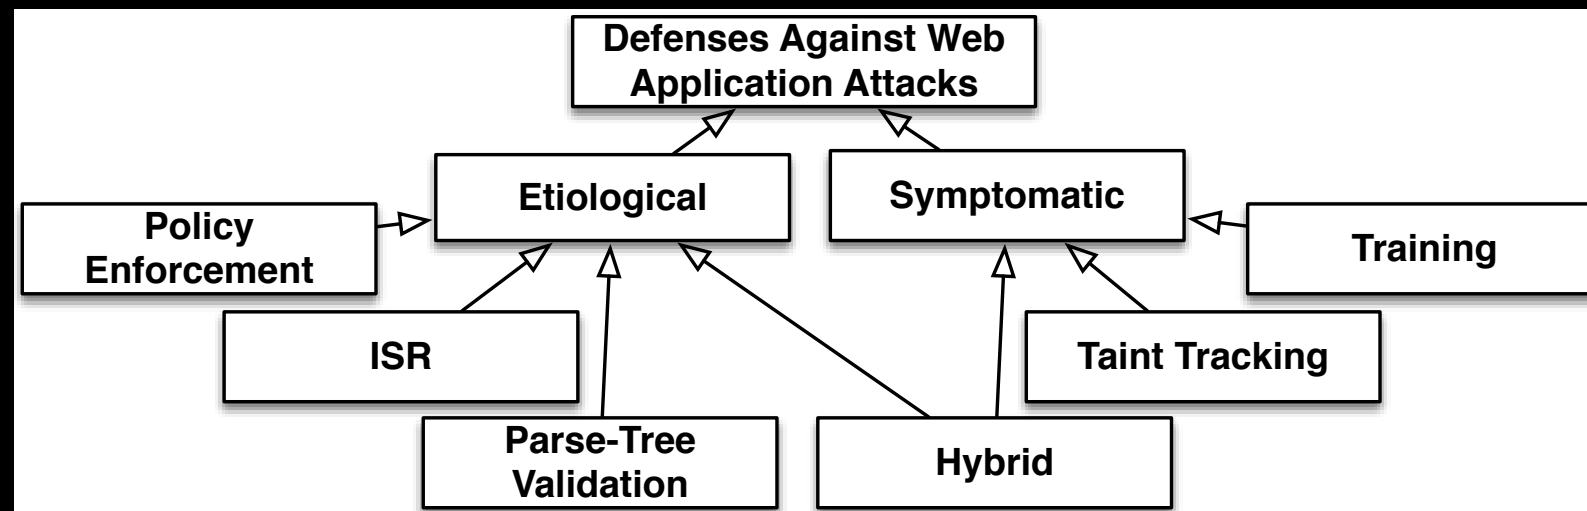 Defenses Against Web
Application Attacks
Etiological
Symptomatic
Policy
Enforcement
Training
ISR
Taint Tracking
Parse-Tree
Validation
Hybrid